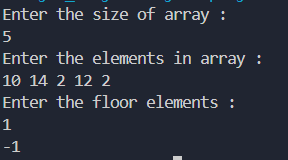 Enter the size of array :
5
Enter the elements in array :
10 14 2 12 2
Enter the floor elements :
1
-1